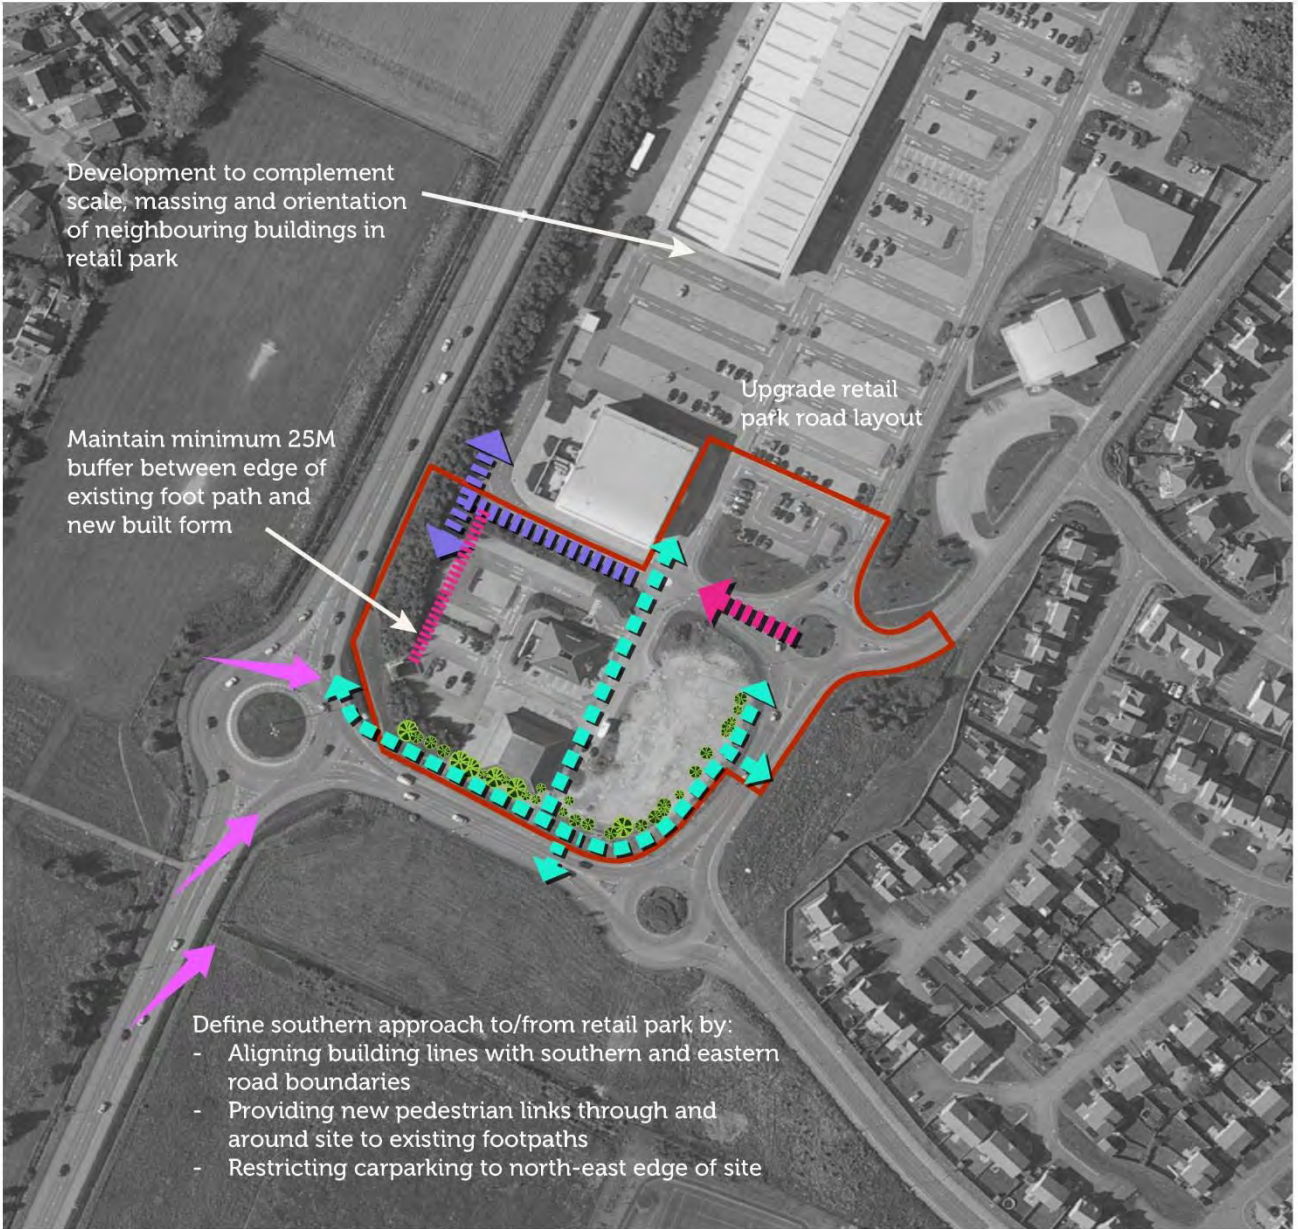 Development to complement
scale, massing and orientation
of neighbouring buildings in
retail park
Upgrade retail
park road layout
Maintain minimum 25M
buffer between edge of
existing foot path and
new built form
Define southern approach to/from retail park by:
- Aligning building lines with southern and eastern
road boundaries
- Providing new pedestrian links through and
around site to existing footpaths
- Restricting carparking to north-east edge of site